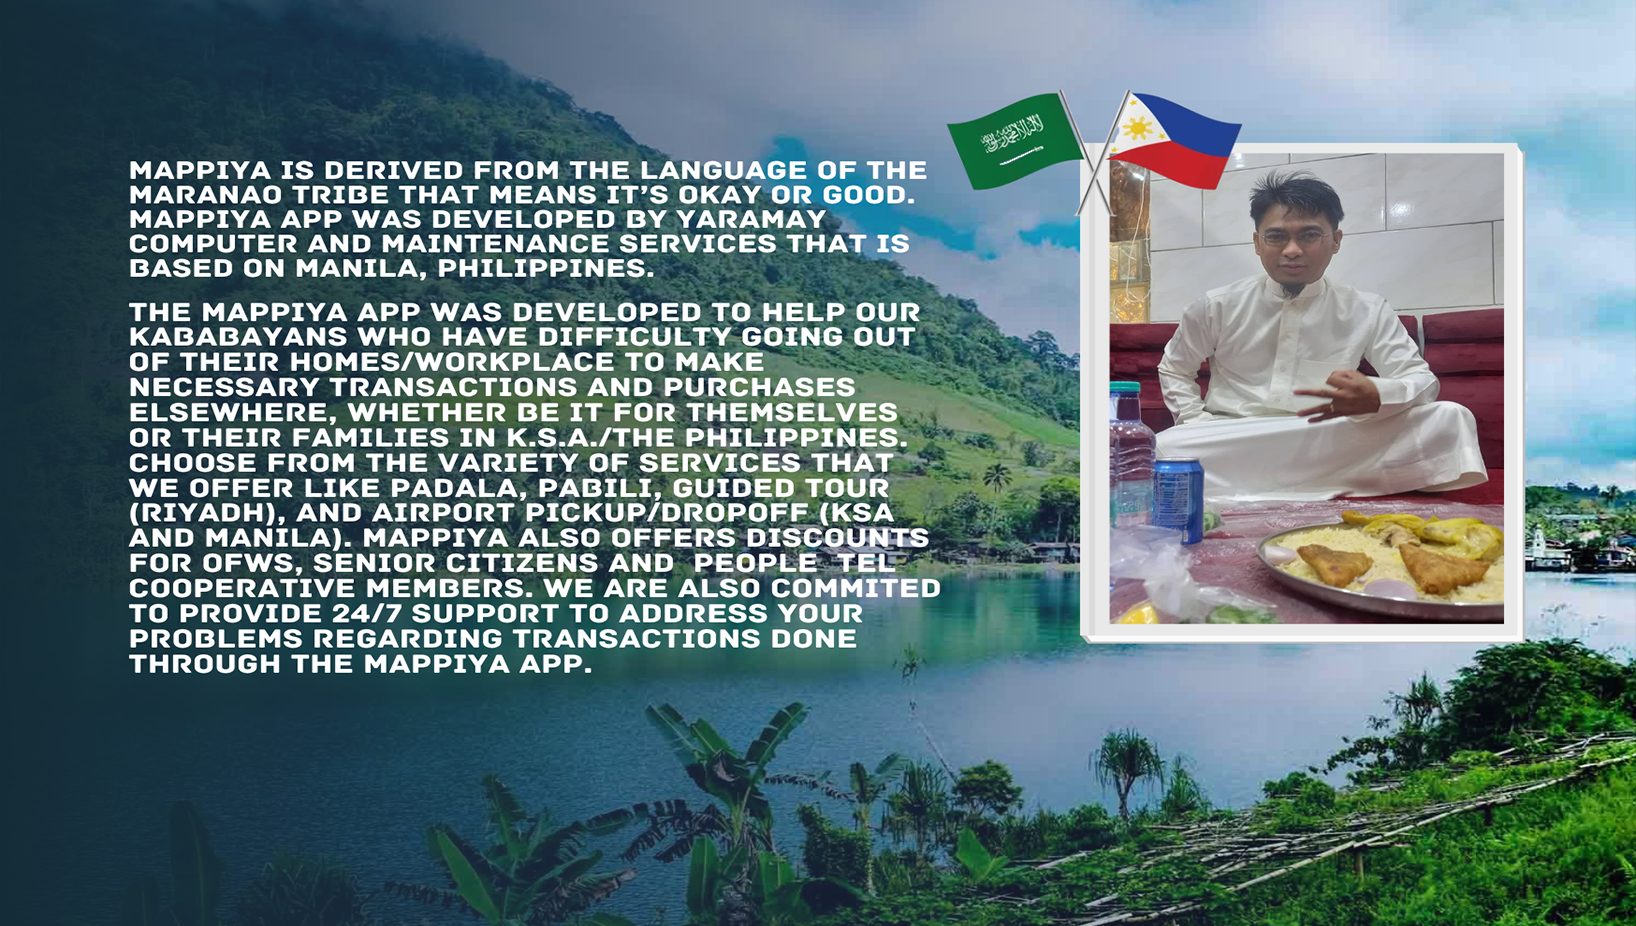 MAPPIYA IS DERIVED FROM THE LANGUAGE OF THE
MARANAO TRIBE THAT MEANS IT'S OKAY OR GOOD.
MAPPIYA APP WAS DEVELOPED BY YARAMAY
COMPUTER AND MAINTENANCE SERVICES THAT IS
BASED ON MANILA, PHILIPPINES.
THE MAPPIYA APP WAS DEVELOPED TO HELP OUR
KABABAYANS WHO HAVE DIFFICULTY GOING OUT
OF THEIR HOMES/WORKPLACE TO MAKE
NECESSARY TRANSACTIONS AND PURCHASES
ELSEWHERE, WHETHER BE IT FOR THEMSELVES
OR THEIR FAMILIES IN K.S.A./THE PHILIPPINES.
CHOOSE FROM THE VARIETY OF SERVICES THAT
WE OFFER LIKE PADALA, PABILI, GUIDED TOUR
(RIYADH), AND AIRPORT PICKUP/DROPOFF (KSA
AND MANILA). MAPPIYA ALSO OFFERS DISCOUNTS
FOR OFWS, SENIOR CITIZENS AND PEOPLE TEL
COOPERATIVE MEMBERS. WE ARE ALSO COMMITED
TO PROVIDE 24/7 SUPPORT TO ADDRESS YOUR
PROBLEMS REGARDING TRANSACTIONS DONE
THROUGH THE MAPPIYA APP.